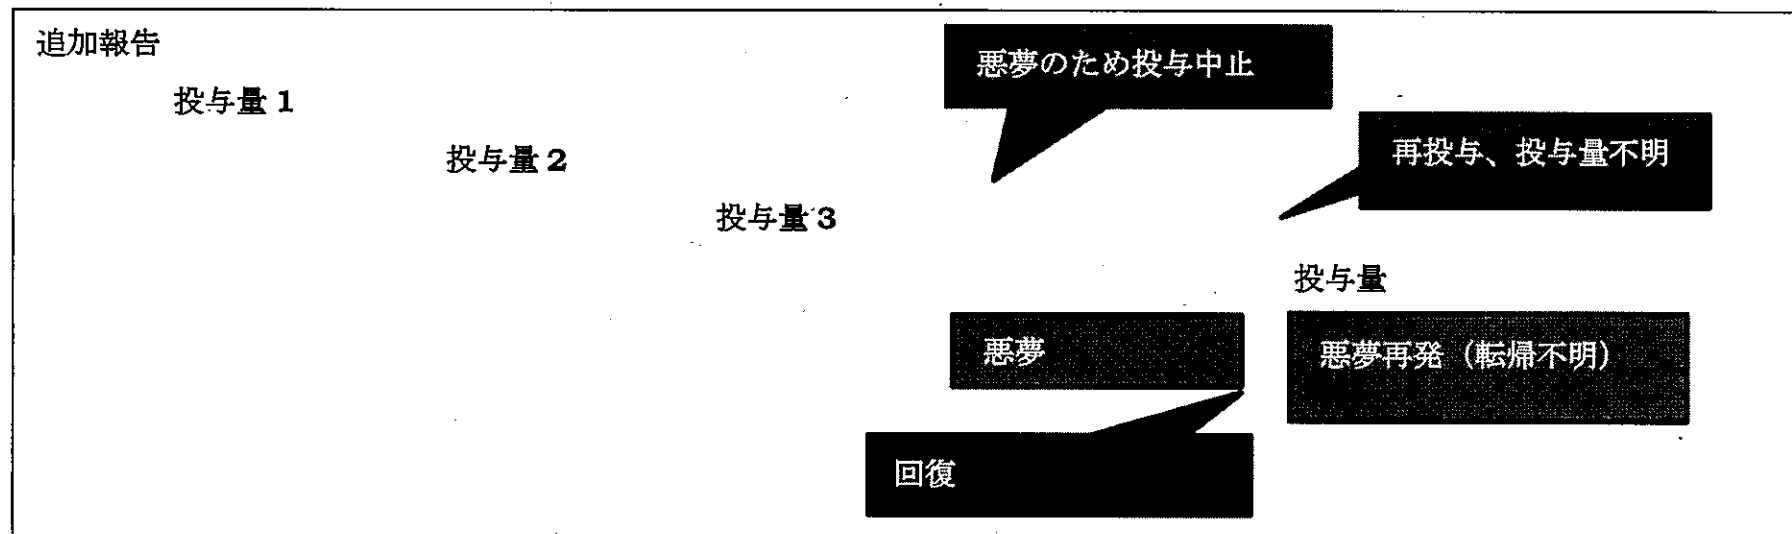 追加報告
悪夢のため投与中止
投与量 1
再投与、投与量不明
投与量 2
投与量 3
投与量
悪夢
悪夢再発（転帰不明）
回復